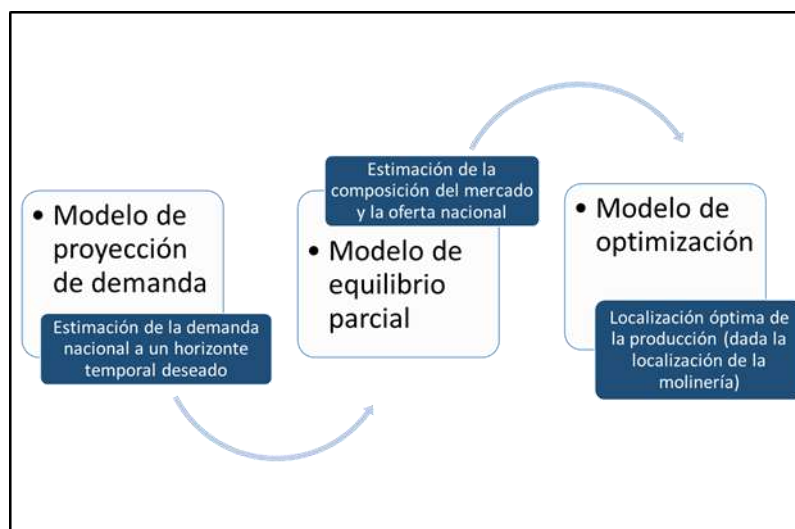 • Modelo de
proyección
de demanda
Estimación de la demanda
nacional a un horizonte
temporal deseado
Estimación de la
composición del mercado
y la oferta nacional
• Modelo de
equilibrio
parcial
• Modelo de
optimización
Localización óptima de
la producción (dada la
localización de la
molinería)